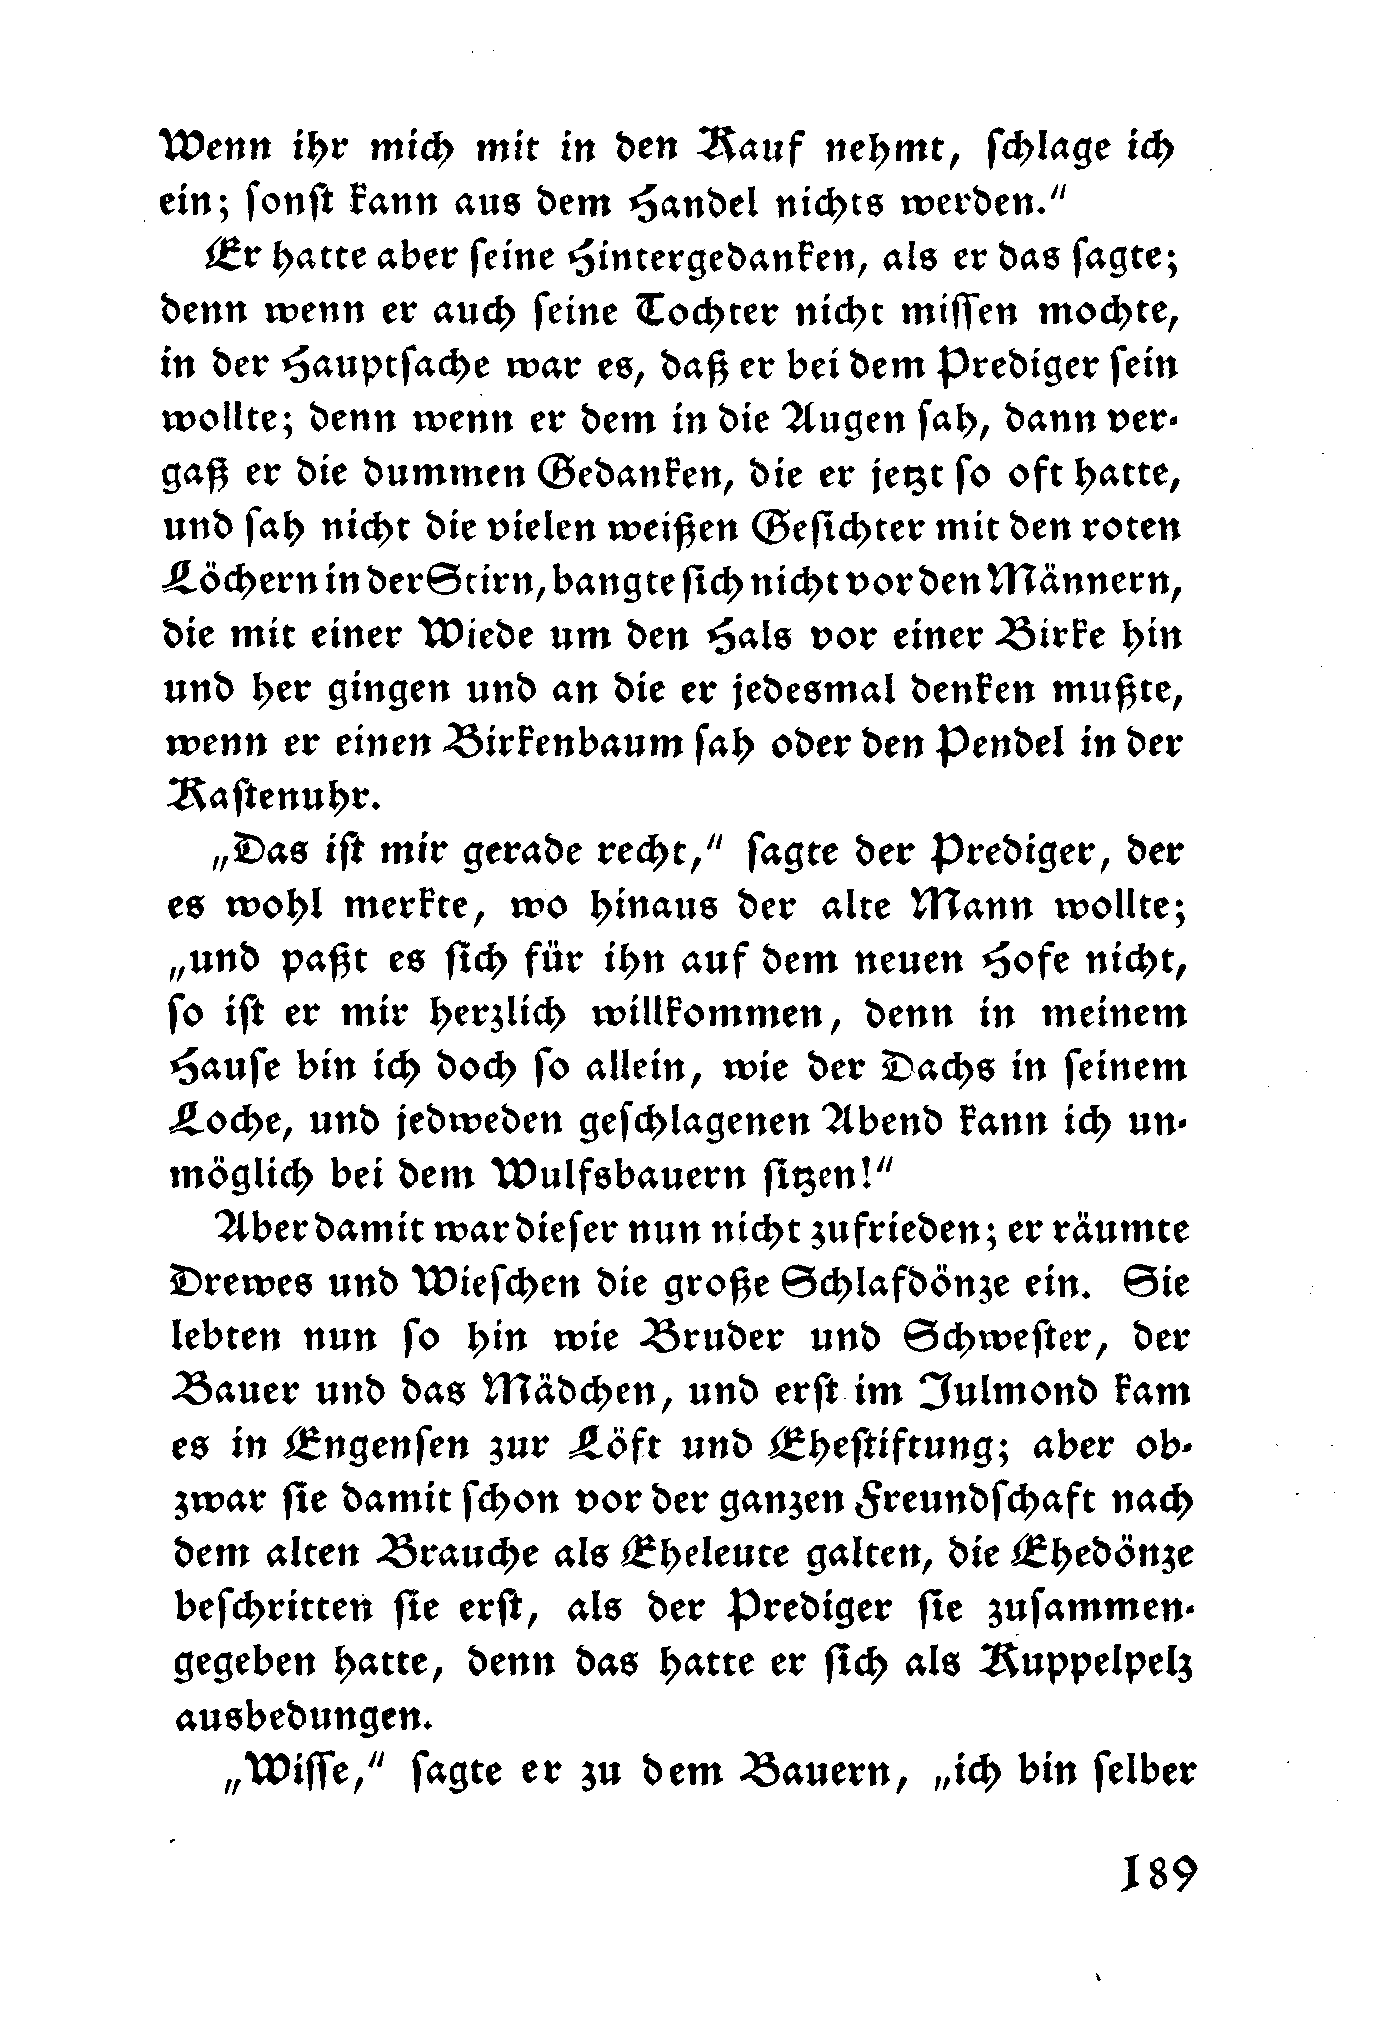 Wenn ihr mich mit in den Kauf nehmt, schlage ich
ein; sonst kann aus dem Handel nichts werden.“
Er hatte aber seine Hintergedanken, als er das sagte;
denn wenn er auch seine Tochter nicht missen mochte,
in der Hauptsache war es, daß er bei dem Prediger sein
wollte; denn wenn er dem in die Augen sah, dann ver-
gaß er die dummen Gedanken, die er jetzt so oft hatte,
und sah nicht die vielen weißen Gesichter mit den roten
Löchern in der Stirn, bangte sich nicht vor den Männern,
die mit einer Wiede um den Hals vor einer Birke hin
und her gingen und an die er jedesmal denken mußte,
wenn er einen Birkenbaum sah oder den Pendel in der
Kastenuhr.
„Das ist mir gerade recht,“ sagte der Prediger, der
es wohl merkte, wo hinaus der alte Mann wollte;
„und paßt es sich für ihn auf dem neuen Hofe nicht,
so ist er mir herzlich willkommen, denn in meinem
Hause bin ich doch so allein, wie der Dachs in seinem
Loche, und jedweden geschlagenen Abend kann ich un-
möglich bei dem Wulfsbauern sitzen!“
Aber damit war dieser nun nicht zufrieden; er räumte
Drewes und Wieschen die große Schlafdönze ein. Sie
lebten nun so hin wie Bruder und Schwester, der
Bauer und das Mädchen, und erst im Julmond kam
es in Engensen zur Löft und Ehestiftung; aber ob-
zwar sie damit schon vor der ganzen Freundschaft nach
dem alten Brauche als Eheleute galten, die Ehedönze
beschritten sie erst, als der Prediger sie zusammen-
gegeben hatte, denn das hatte er sich als Kuppelpelz
ausbedungen.
„Wisse,“ sagte er zu dem Bauern, „ich bin selber
189